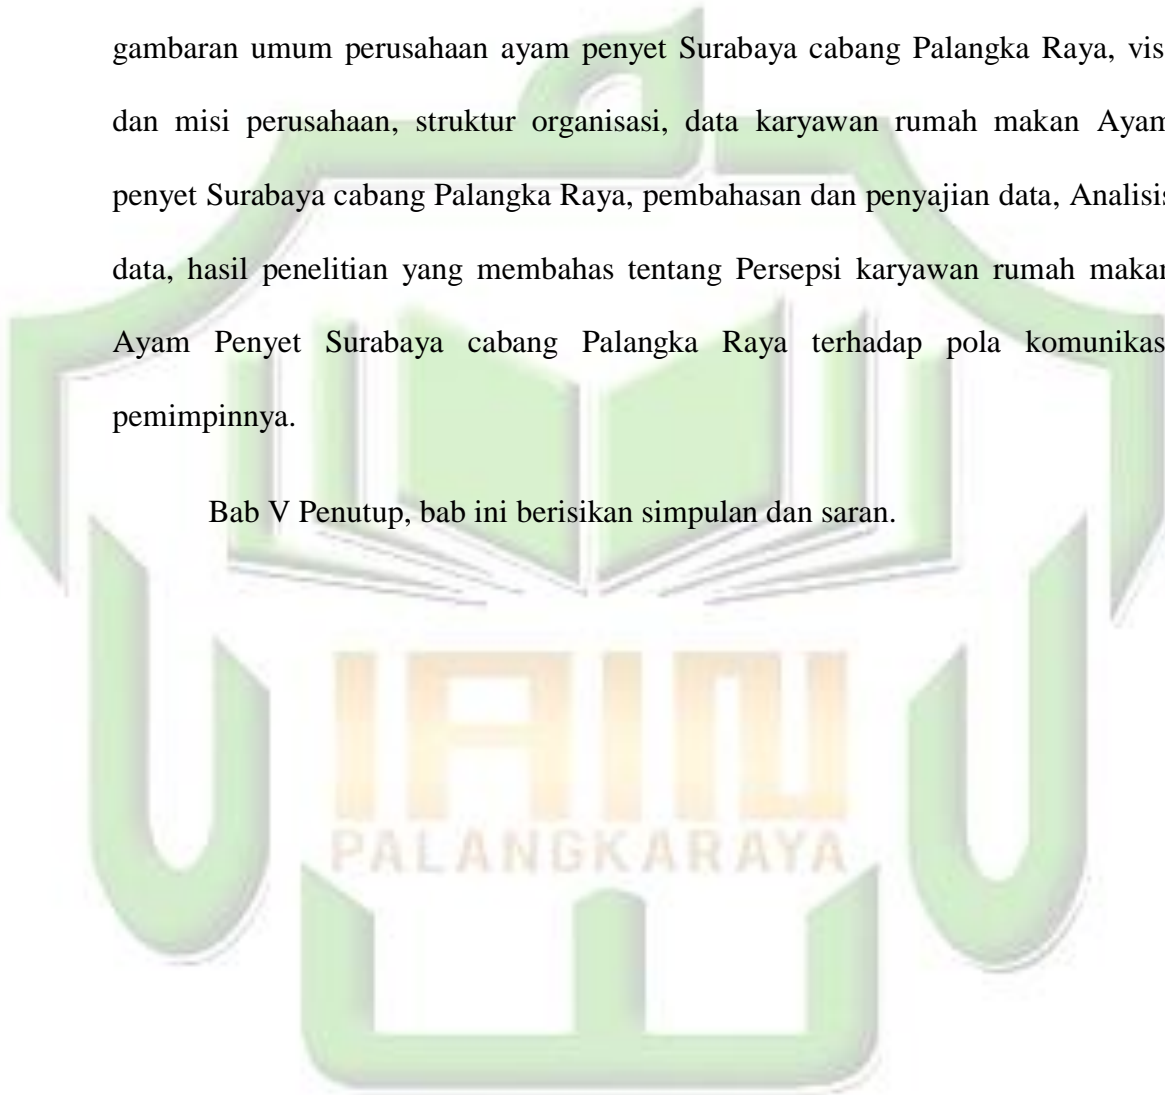 gambaran umum perusahaan ayam penyet Surabaya cabang Palangka Raya, vis
dan misi perusahaan, struktur organisasi, data karyawan rumah makan Ayam
penyet Surabaya cabang Palangka Raya, pembahasan dan penyajian data, Analisis
data, hasil penelitian yang membahas tentang Persepsi karyawan rumah makan
Ayam Penyet Surabaya cabang Palangka Raya terhadap pola komunikas
pemimpinnya.
Bab V Penutup, bab ini berisikan simpulan dan saran.
IAIN
PALANGKARAYA